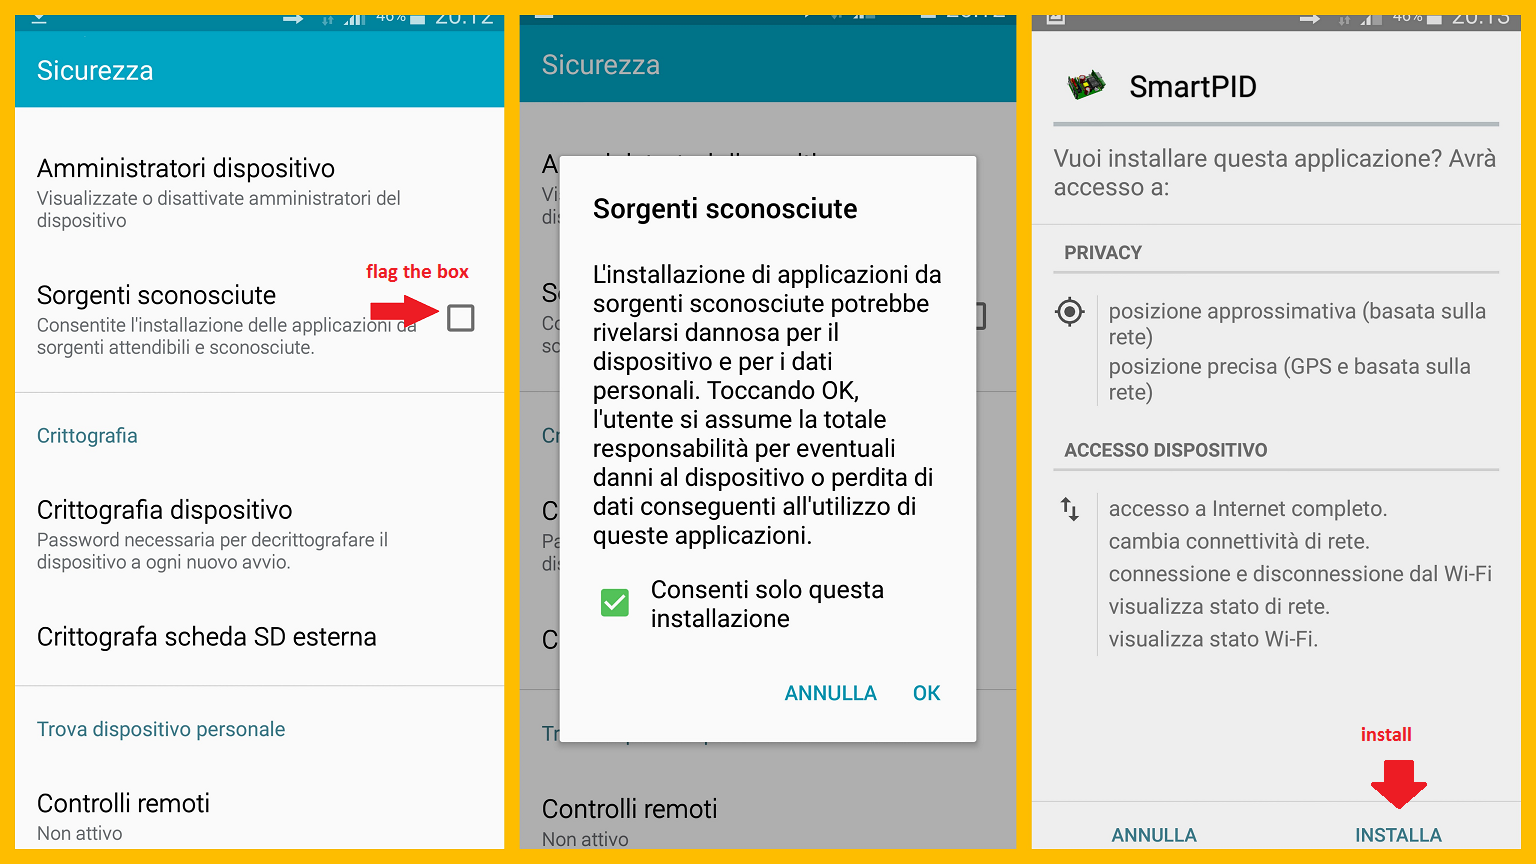 46% 20:12
Sicurezza
Amministratori dispositivo
Visualizzate o disattivate amministratori del
dispositivo
flag the box
Sorgenti sconosciute
Consentite l'installazione delle applicazioni da
sorgenti attendibili e sconosciute.
Crittografia
Crittografia dispositivo
Password necessaria per decrittografare il
dispositivo a ogni nuovo avvio.
Crittografa scheda SD esterna
Trova dispositivo personale
Controlli remoti
Non attivo
Sicurezza
Sorgenti sconosciute
L'installazione di applicazioni da
sorgenti sconosciute potrebbe
rivelarsi dannosa per il
dispositivo e per i dati
personali. Toccando OK,
l'utente si assume la totale
responsabilità per eventuali
danni al dispositivo o perdita di
dati conseguenti all'utilizzo di
queste applicazioni.
Consenti solo questa
installazione
ANNULLA OK
Controlli remoti
Non attivo
46% 20:13
SmartPID
Vuoi installare questa applicazione? Avrà
accesso a:
PRIVACY
posizione approssimativa (basata sulla
rete)
posizione precisa (GPS e basata sulla
rete)
ACCESSO DISPOSITIVO
accesso a Internet completo.
cambia connettività di rete.
connessione e disconnessione dal Wi-Fi
visualizza stato di rete.
visualizza stato Wi-Fi.
install
ANNULLA INSTALLA